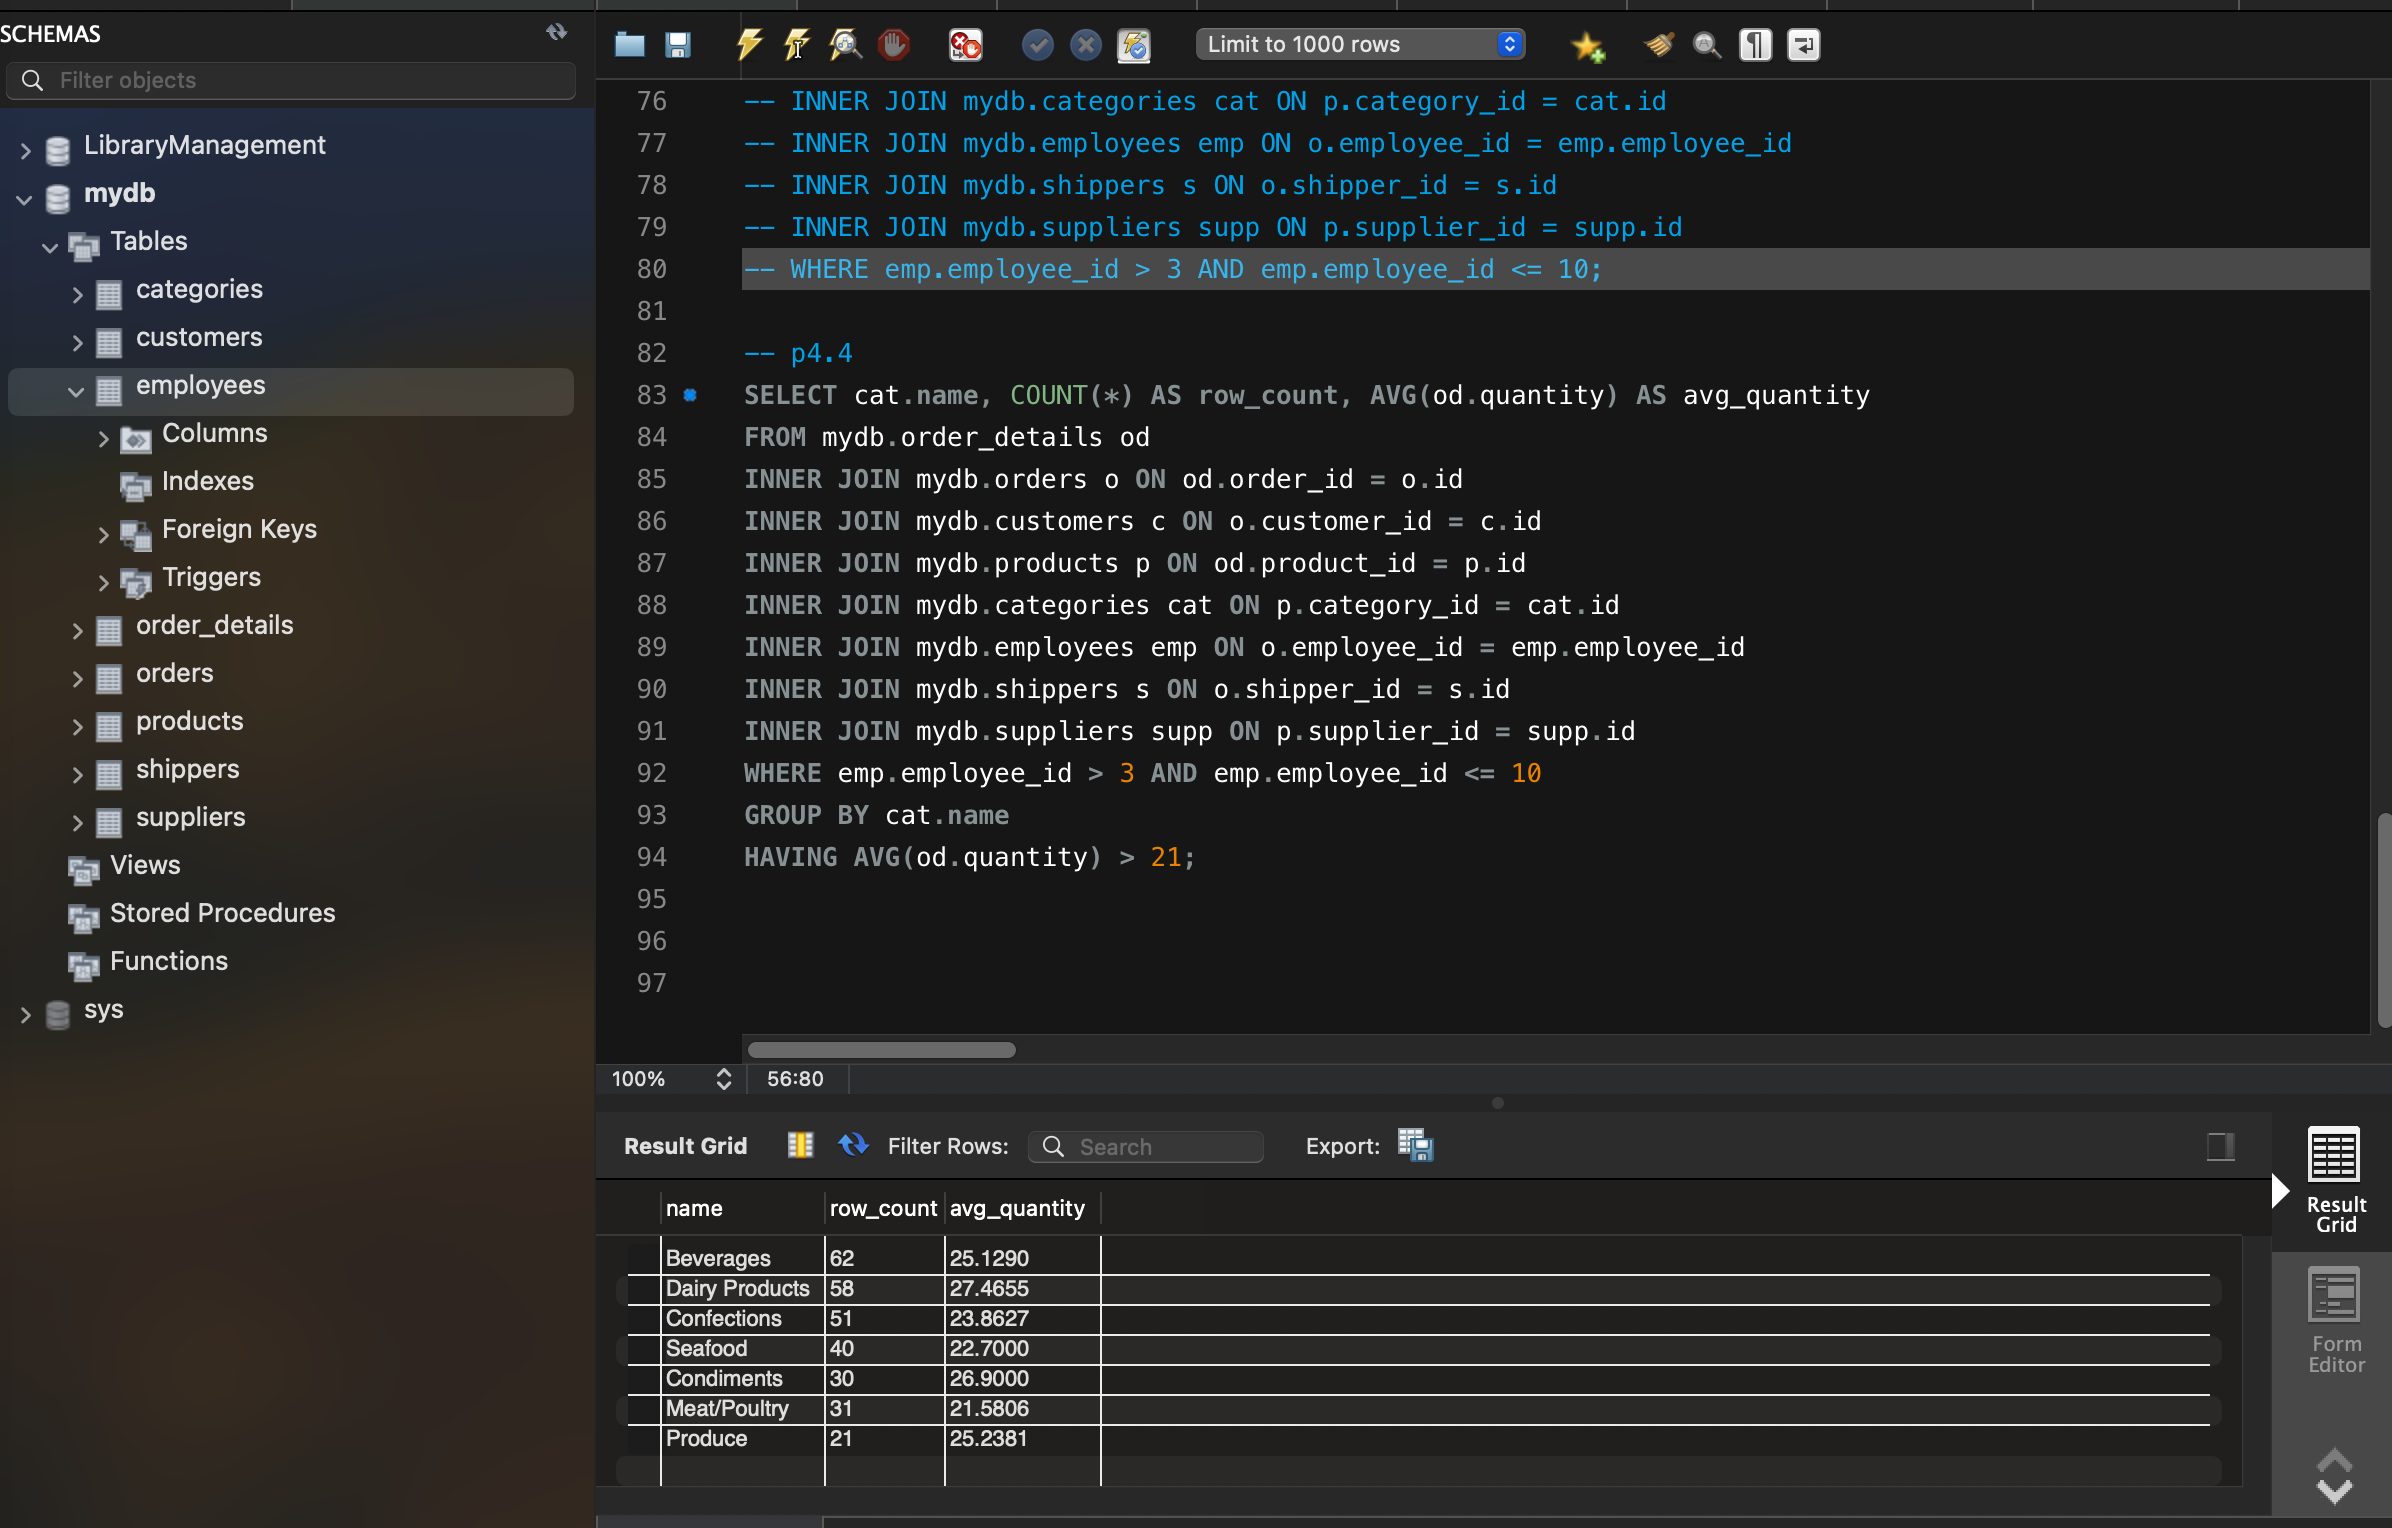 SCHEMAS
Filter objects
LibraryManagement
mydb
Tables
categories
customers
employees
Columns
Indexes
Foreign Keys
Triggers
order_details
orders
products
shippers
suppliers
Views
Stored Procedures
Functions
sys
Limit to 1000 rows
76 -- INNER JOIN mydb.categories cat ON p.category_id = cat.id
77 -- INNER JOIN mydb.employees emp ON o.employee_id = emp.employee_id
78 -- INNER JOIN mydb.shippers s ON o.shipper_id = s.id
79 -- INNER JOIN mydb.suppliers supp ON p.supplier_id = supp.id
80 -- WHERE emp.employee_id > 3 AND emp.employee_id <= 10;
81
82 -- p4.4
83 SELECT cat.name, COUNT(*) AS row_count, AVG(od.quantity) AS avg_quantity
84 FROM mydb.order_details od
85 INNER JOIN mydb.orders o ON od.order_id = o.id
86 INNER JOIN mydb.customers c ON o.customer_id = c.id
87 INNER JOIN mydb.products p ON od.product_id = p.id
88 INNER JOIN mydb.categories cat ON p.category_id = cat.id
89 INNER JOIN mydb.employees emp ON o.employee_id = emp.employee_id
90 INNER JOIN mydb.shippers s ON o.shipper_id = s.id
91 INNER JOIN mydb.suppliers supp ON p.supplier_id = supp.id
92 WHERE emp.employee_id > 3 AND emp.employee_id <= 10
93 GROUP BY cat.name
94 HAVING AVG(od.quantity) > 21;
95
96
97
100% 56:80
Result Grid Filter Rows: Search Export:
name row_count avg_quantity
Beverages 62 25.1290
Dairy Products 58 27.4655
Confections 51 23.8627
Seafood 40 22.7000
Condiments 30 26.9000
Meat/Poultry 31 21.5806
Produce 21 25.2381
Result
Grid
Form
Editor